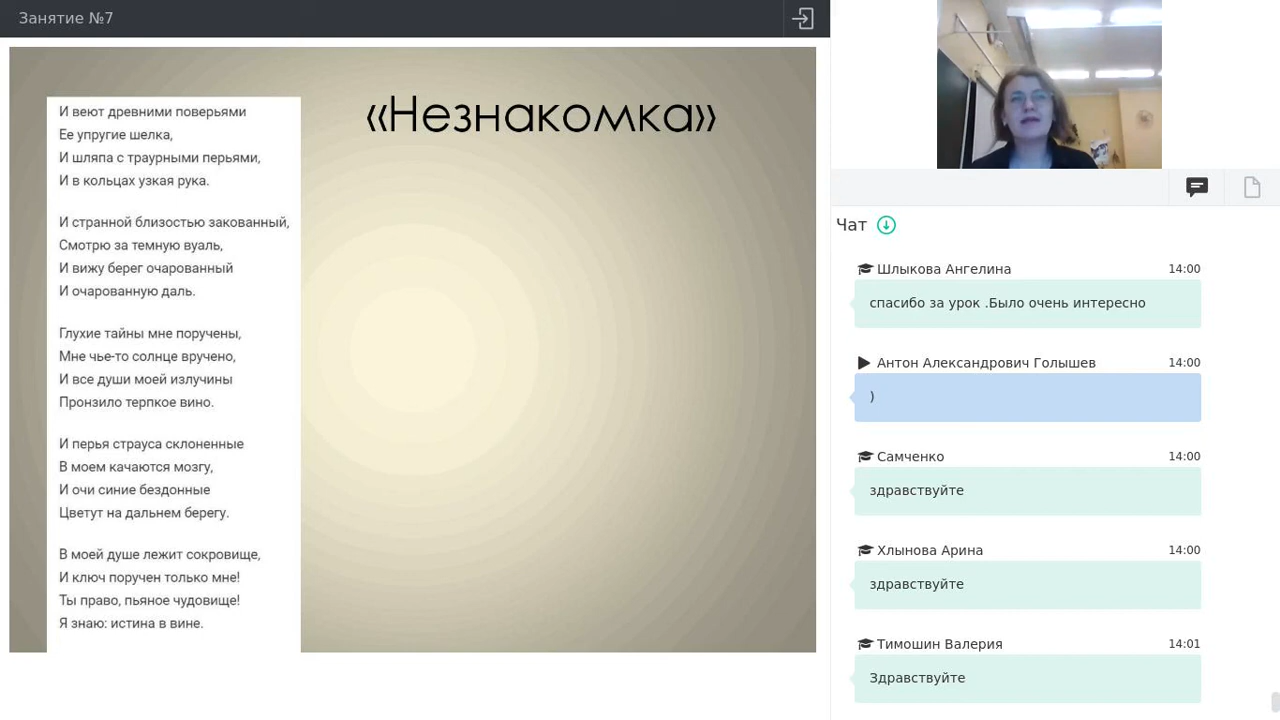 Занятие №7
«Незнакомка»
И веют древними поверьями
Ее упругие шелка,
И шляпа с траурными перьями,
И в кольцах узкая рука.
И странной близостью закованный,
Смотрю за темную вуаль,
И вижу берег очарованный
И очарованную даль.
Глухие тайны мне поручены,
Мне чье-то солнце вручено,
И все души моей излучины
Пронзило терпкое вино.
И перья страуса склоненные
В моем качаются мозгу,
И очи синие бездонные
Цветут на дальнем берегу.
В моей душе лежит сокровище,
И ключ поручен только мне!
Ты право, пьяное чудовище!
Я знаю: истина в вине.
Чат
Шлыкова Ангелина 14:00
спасибо за урок .Было очень интересно
Антон Александрович Голышев 14:00
)
Самченко 14:00
здравствуйте
Хлынова Арина 14:00
здравствуйте
Тимошин Валерия 14:01
Здравствуйте